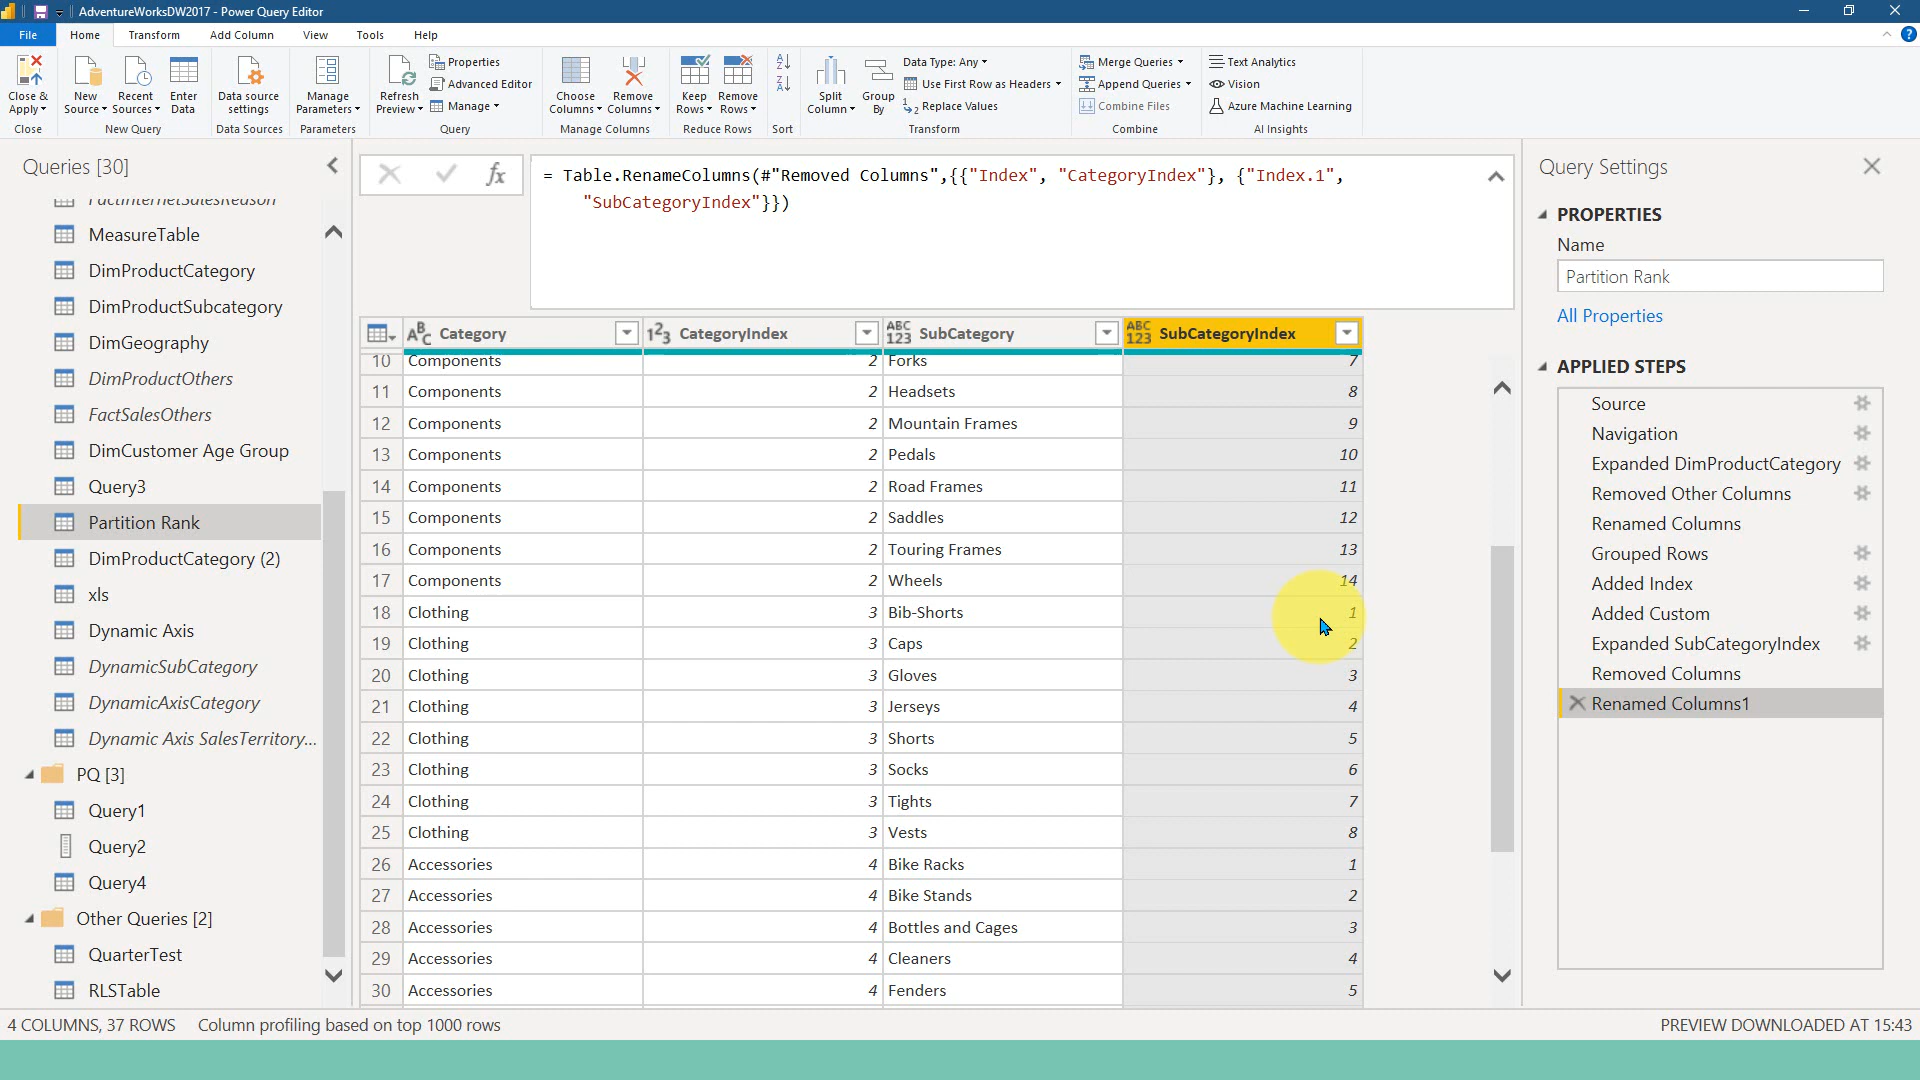 AdventureWorksDW2017 - Power Query Editor
File Home Transform Add Column View Tools Help
Close & Apply
Close
New Source
Recent Sources
Enter Data
New Query
Data source settings
Data Sources
Manage Parameters
Parameters
Refresh Preview
Properties
Advanced Editor
Manage
Query
Choose Columns
Remove Columns
Manage Columns
Keep Rows
Remove Rows
Reduce Rows
Sort
Split Column
Group By
Data Type: Any
Use First Row as Headers
Replace Values
Transform
Merge Queries
Append Queries
Combine Files
Combine
Text Analytics
Vision
Azure Machine Learning
AI Insights
Queries [30]
FactInternetSalesReason
MeasureTable
DimProductCategory
DimProductSubcategory
DimGeography
DimProductOthers
FactSalesOthers
DimCustomer Age Group
Query3
Partition Rank
DimProductCategory (2)
xls
Dynamic Axis
DynamicSubCategory
DynamicAxisCategory
Dynamic Axis SalesTerritory...
PQ [3]
Query1
Query2
Query4
Other Queries [2]
QuarterTest
RLSTable
fx
= Table.RenameColumns(#"Removed Columns",{{"Index", "CategoryIndex"}, {"Index.1",
"SubCategoryIndex"}})
ABC Category 123 CategoryIndex ABC 123 SubCategory ABC 123 SubCategoryIndex
10 Components 2 Forks 7
11 Components 2 Headsets 8
12 Components 2 Mountain Frames 9
13 Components 2 Pedals 10
14 Components 2 Road Frames 11
15 Components 2 Saddles 12
16 Components 2 Touring Frames 13
17 Components 2 Wheels 14
18 Clothing 3 Bib-Shorts 1
19 Clothing 3 Caps 2
20 Clothing 3 Gloves 3
21 Clothing 3 Jerseys 4
22 Clothing 3 Shorts 5
23 Clothing 3 Socks 6
24 Clothing 3 Tights 7
25 Clothing 3 Vests 8
26 Accessories 4 Bike Racks 1
27 Accessories 4 Bike Stands 2
28 Accessories 4 Bottles and Cages 3
29 Accessories 4 Cleaners 4
30 Accessories 4 Fenders 5
Query Settings
PROPERTIES
Name
Partition Rank
All Properties
APPLIED STEPS
Source
Navigation
Expanded DimProductCategory
Removed Other Columns
Renamed Columns
Grouped Rows
Added Index
Added Custom
Expanded SubCategoryIndex
Removed Columns
Renamed Columns1
4 COLUMNS, 37 ROWS Column profiling based on top 1000 rows
PREVIEW DOWNLOADED AT 15:43